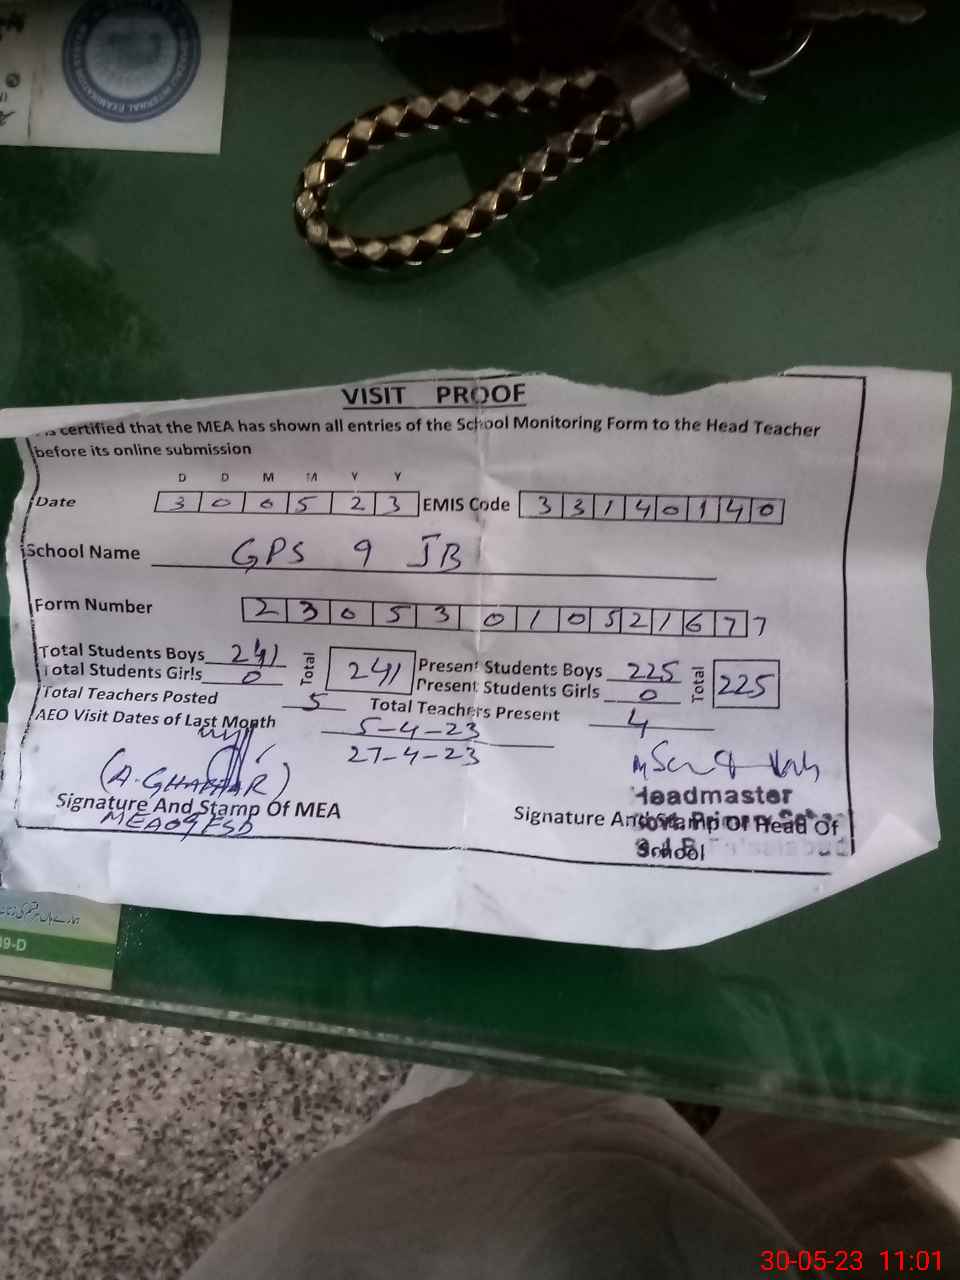 INTERNAL EXAMINATION
VISIT PROOF
is certified that the MEA has shown all entries of the School Monitoring Form to the Head Teacher
before its online submission
D D M M Y Y
Date 3 0 0 5 2 3 EMIS Code 3 3 1 4 0 1 4 0
School Name GPS 9 JB
Form Number 2 3 0 5 3 0 1 0 5 2 1 6 7 7
Total Students Boys 241 Total 241 Present Students Boys 225 Total 225
Total Students Girls 0 Present Students Girls 0
Total Teachers Posted 5 Total Teachers Present 4
AEO Visit Dates of Last Month 5-4-23
27-4-23
(A. GHAFFAR)
Signature And Stamp Of MEA
MEA09FSD
Headmaster
Signature And Stamp Of Head Of
School
19-D
30-05-23 11:01